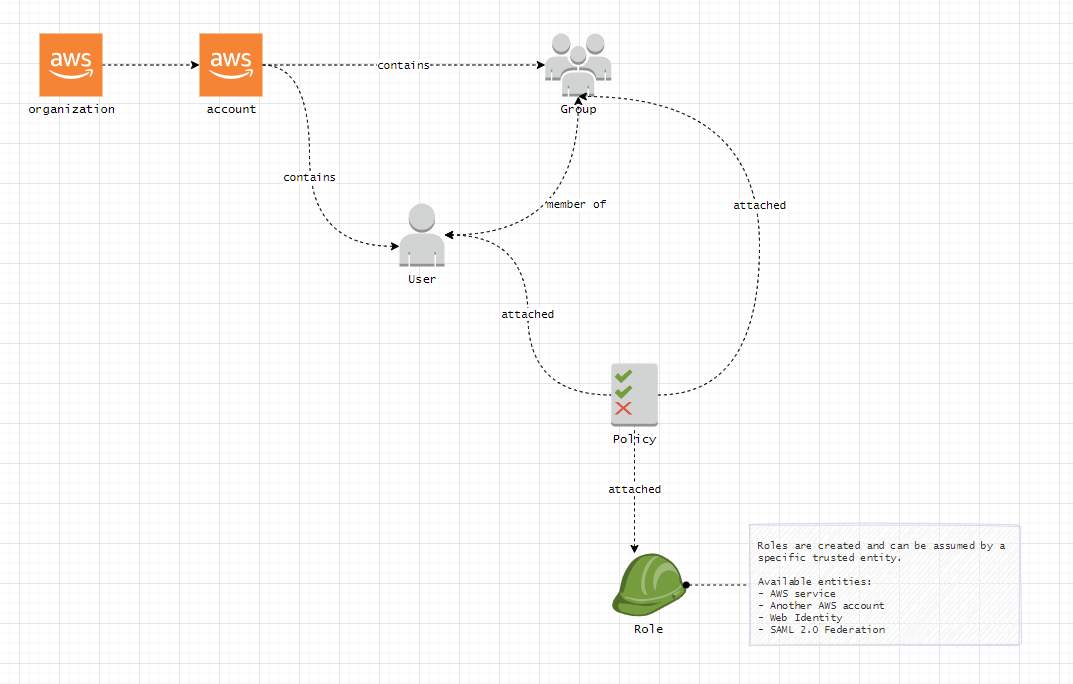 aws
aws
organization
account
contains
Group
contains
member of
attached
User
attached
Policy
attached
Roles are created and can be assumed by a
specific trusted entity.
Available entities:
- AWS service
- Another AWS account
- Web Identity
- SAML 2.0 Federation
Role